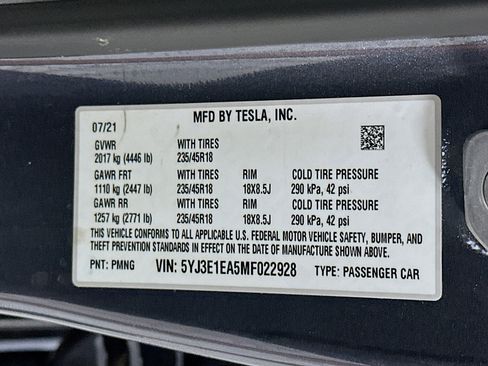 MFD BY TESLA, INC.
07/21
GVWR WITH TIRES
2017 kg (4446 lb) 235/45R18
GAWR FRT WITH TIRES RIM COLD TIRE PRESSURE
1110 kg (2447 lb) 235/45R18 18X8.5J 290 kPa, 42 psi
GAWR RR WITH TIRES RIM COLD TIRE PRESSURE
1257 kg (2771 lb) 235/45R18 18X8.5J 290 kPa, 42 psi
THIS VEHICLE CONFORMS TO ALL APPLICABLE U.S. FEDERAL MOTOR VEHICLE SAFETY, BUMPER, AND
THEFT PREVENTION STANDARDS IN EFFECT ON THE DATE OF MANUFACTURE SHOWN ABOVE.
PNT: PMNG VIN: 5YJ3E1EA5MF022928 TYPE: PASSENGER CAR